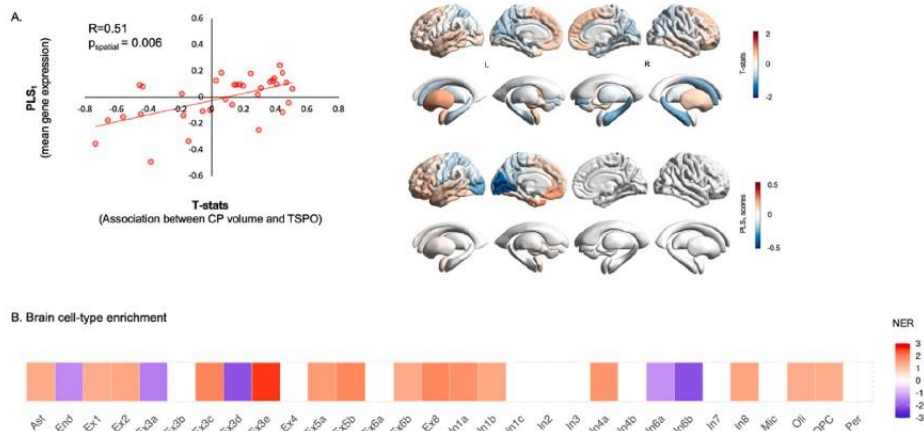 A.
R=0.51
pspatial = 0.006
PLS1
(mean gene expression)
0.6
0.4
0.2
0
-0.8 -0.6 -0.4 -0.2 0 0.2 0.4 0.6 0.8
-0.2
-0.4
0.6
T-stats
(Association between CP volume and TSPO)
L R
2
T-stats
-2
0.5
PLS1 scores
-0.5
B. Brain cell-type enrichment
NER
3
2
1
0
-1
-2
-3
Ast End Ex1 Ex2 Ex3a Ex3b Ex3c Ex3d Ex3e Ex4 Ex5a Ex5b Ex6a Ex6b Ex8 In1a In1b In1c In2 In3 In4a In4b In6a In6b In7 In8 Mic Oli OPC Per